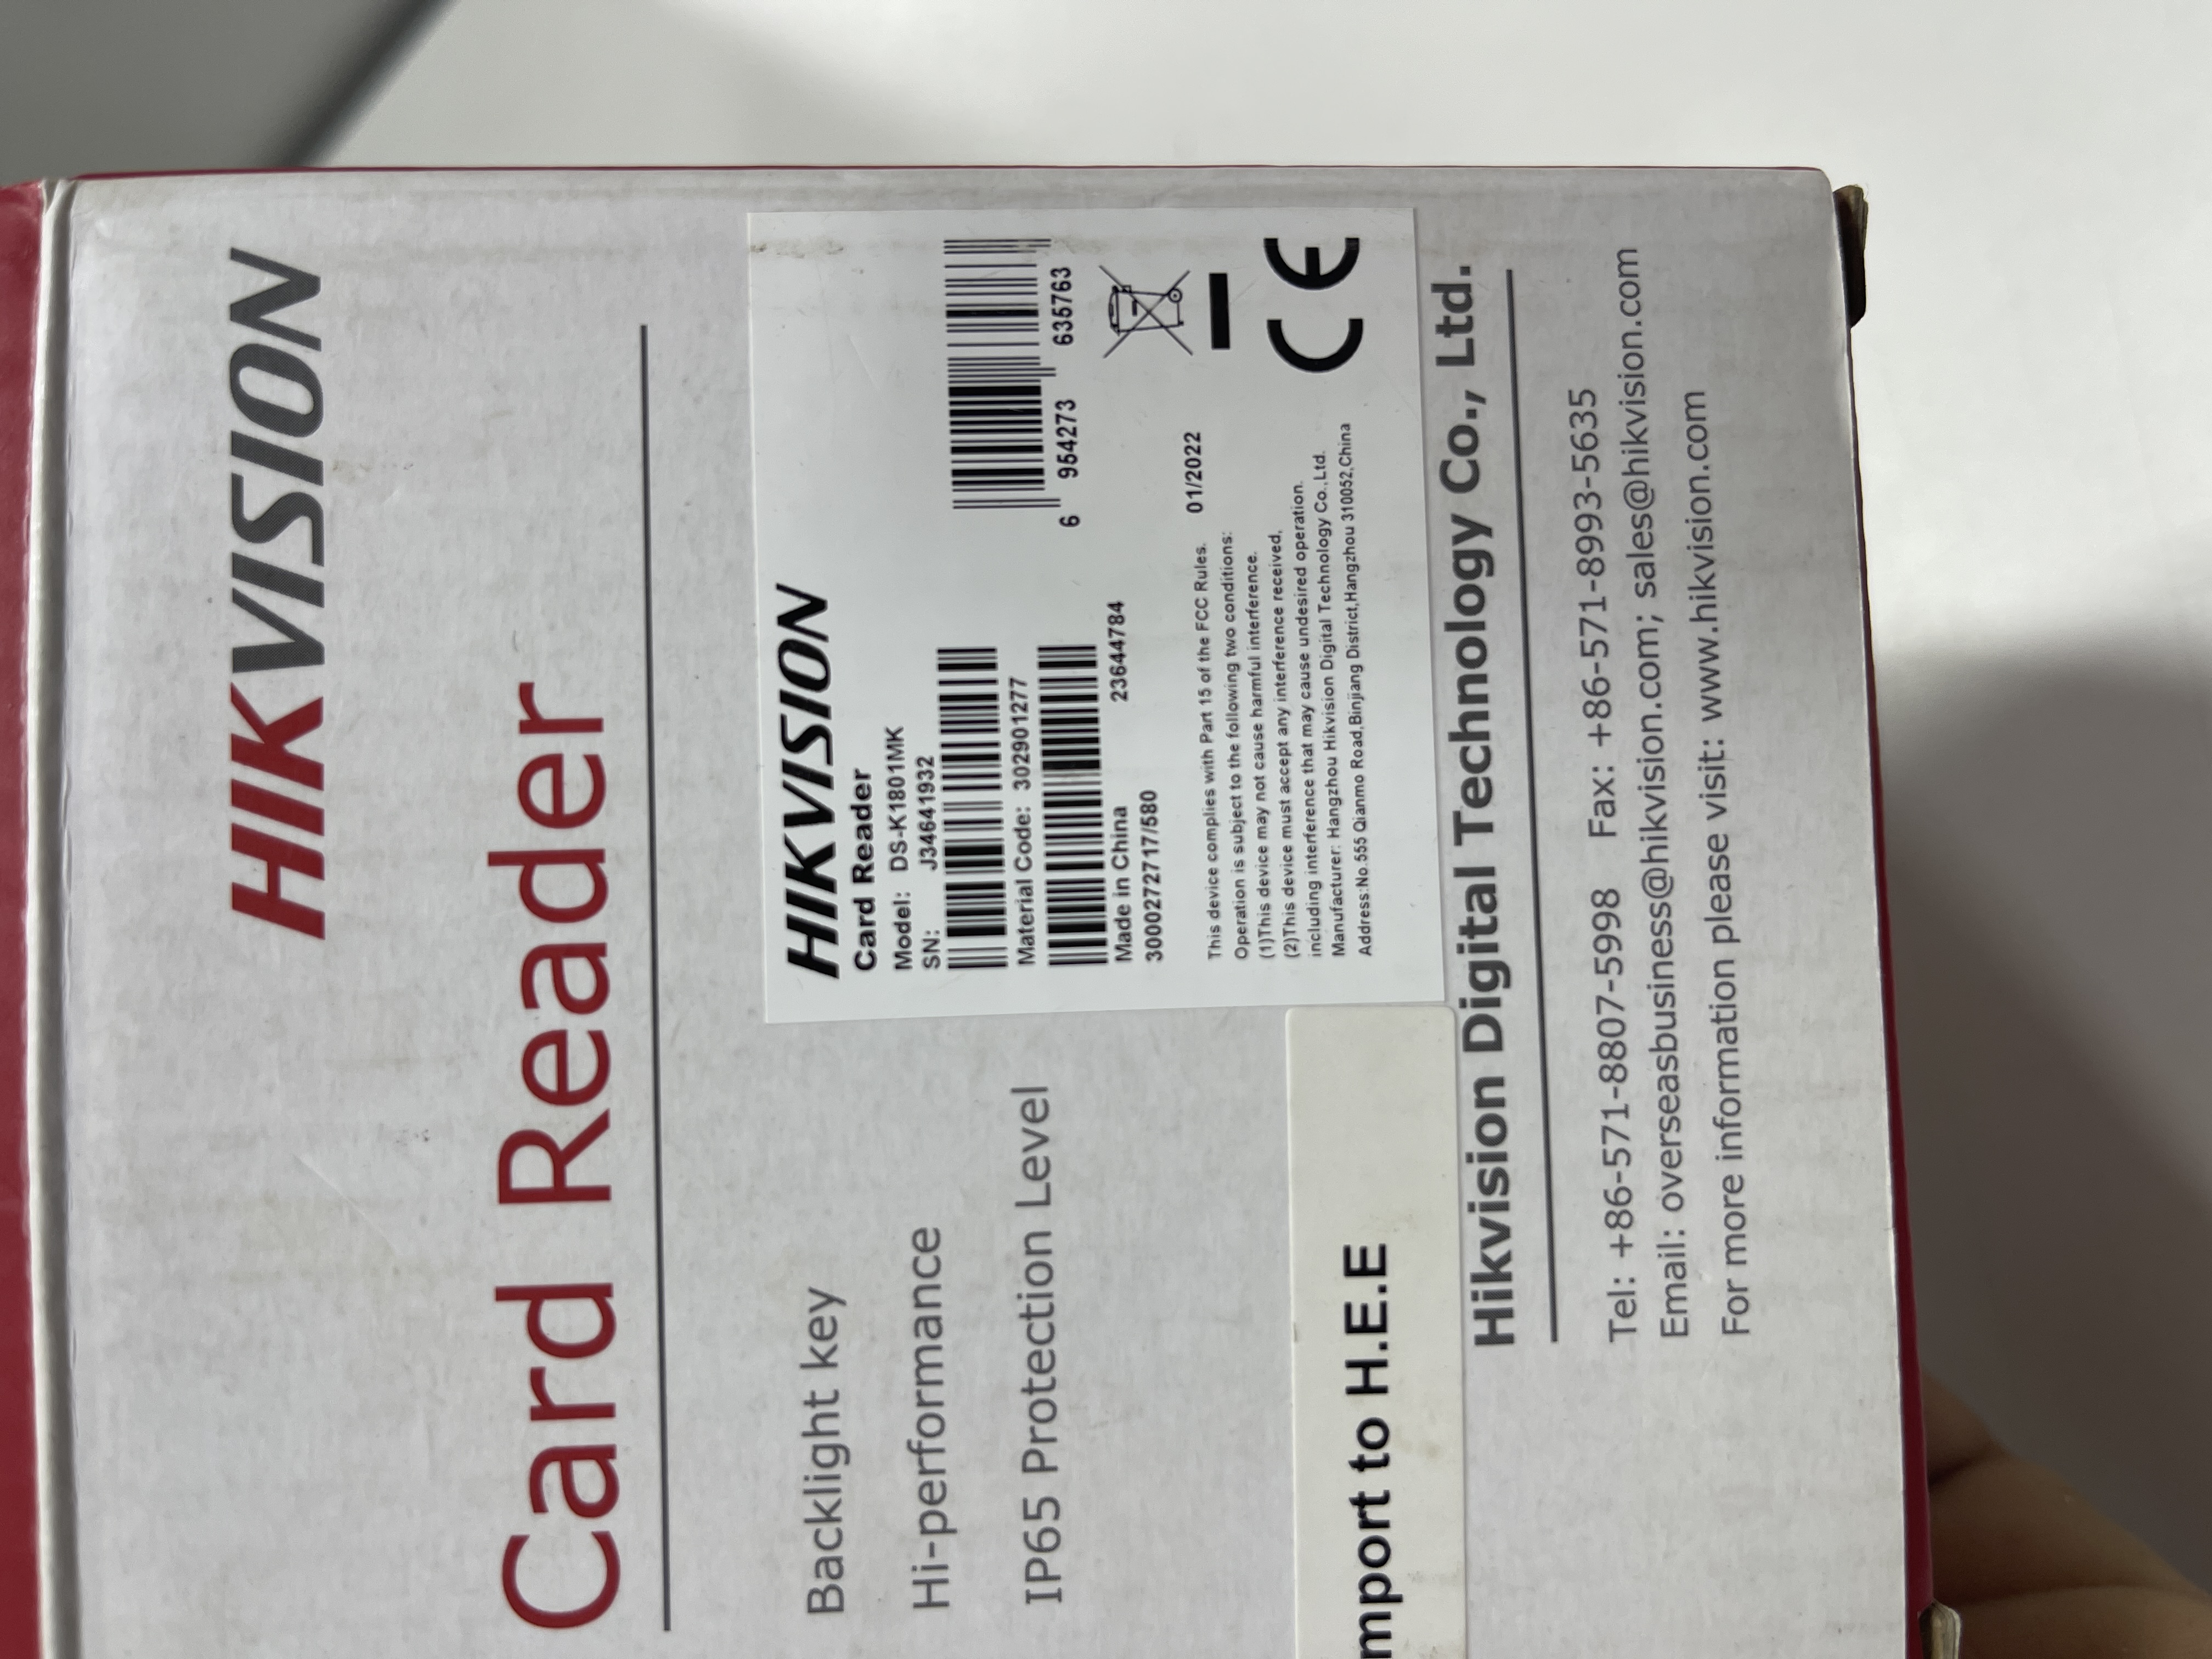 HIKVISION
Card Reader
Backlight key
Hi-performance
IP65 Protection Level
HIKVISION
Card Reader
Model: DS-K1801MK
SN: J34641932
Material Code: 302901277
Made in China 23644784
3000272717/580
6 954273 635763
01/2022
This device complies with Part 15 of the FCC Rules.
Operation is subject to the following two conditions:
(1)This device may not cause harmful interference.
(2)This device must accept any interference received,
including interference that may cause undesired operation.
Manufacturer: Hangzhou Hikvision Digital Technology Co.,Ltd.
Address:No.555 Qianmo Road,Binjiang District,Hangzhou 310052,China
CE
mport to H.E.E
Hikvision Digital Technology Co., Ltd.
Tel: +86-571-8807-5998 Fax: +86-571-8993-5635
Email: overseasbusiness@hikvision.com; sales@hikvision.com
For more information please visit: www.hikvision.com